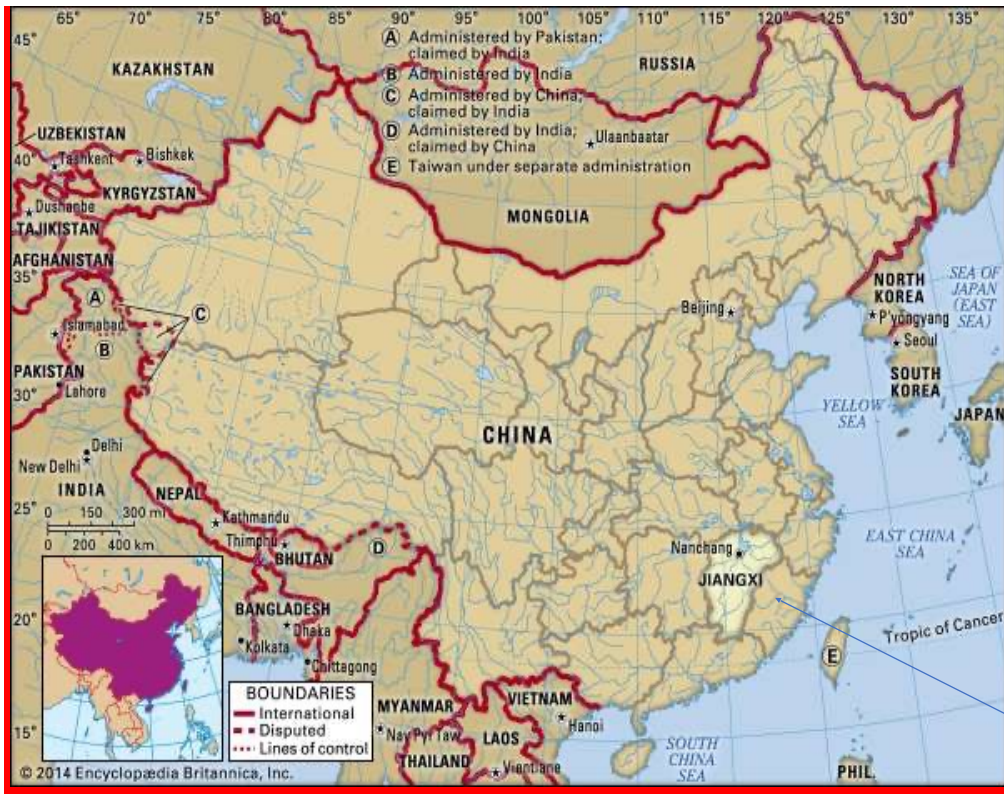 65° 70° 75° 80° 85° 90° 95° 100° 105° 110° 115° 120° 125° 130° 135°
45°
40°
35°
30°
25°
20°
15°
A Administered by Pakistan;
claimed by India
B Administered by India
C Administered by China;
claimed by India
D Administered by India;
claimed by China
E Taiwan under separate administration
KAZAKHSTAN
RUSSIA
UZBEKISTAN
Tashkent
Bishkek
Ulaanbaatar
KYRGYZSTAN
Dushanbe
TAJIKISTAN
MONGOLIA
AFGHANISTAN
A
C
Islamabad
B
PAKISTAN
Lahore
Beijing
NORTH
KOREA
P'yŏngyang
Seoul
SOUTH
KOREA
SEA OF
JAPAN
(EAST
SEA)
JAPAN
YELLOW
SEA
CHINA
Delhi
New Delhi
INDIA
NEPAL
Kathmandu
Thimphu
BHUTAN
D
0 150 300 mi
0 200 400 km
EAST CHINA
SEA
Nanchang
JIANGXI
BANGLADESH
Dhaka
Kolkata
Chittagong
Tropic of Cancer
E
BOUNDARIES
International
Disputed
Lines of control
MYANMAR
Nay Pyi Taw
VIETNAM
Hanoi
LAOS
THAILAND
Vientiane
SOUTH
CHINA
SEA
PHIL.
© 2014 Encyclopædia Britannica, Inc.